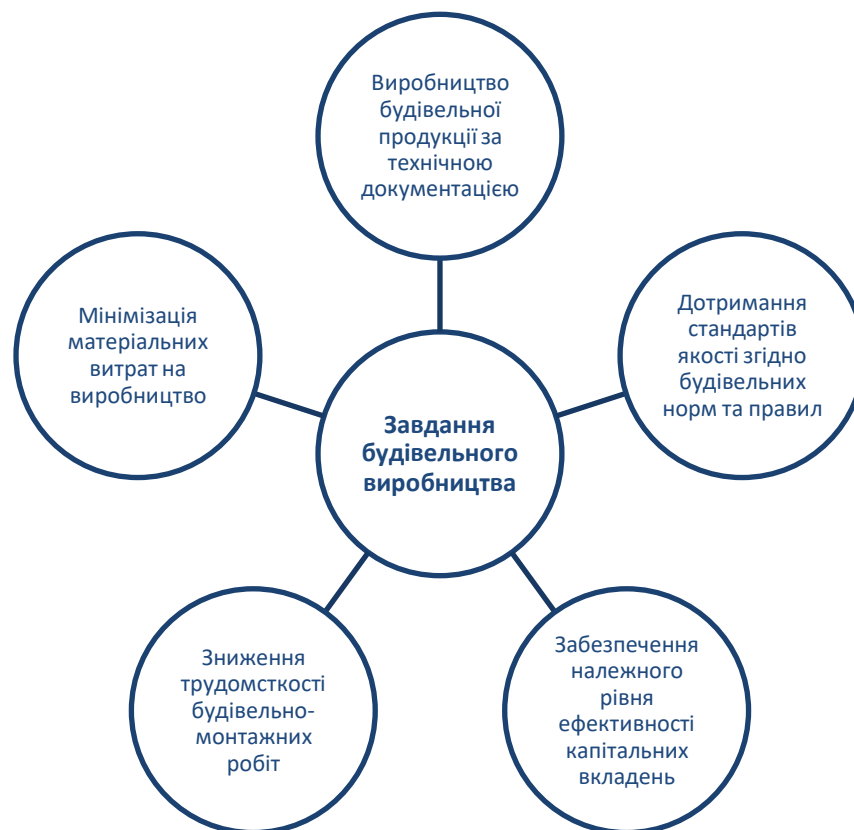 Виробництво
будівельної
продукції за
технічною
документацією
Мінімізація
матеріальних
витрат на
виробництво
Дотримання
стандартів
якості згідно
будівельних
норм та правил
Завдання
будівельного
виробництва
Зниження
трудомсткості
будівельно-
монтажних
робіт
Забезпечення
належного
рівня
ефективності
капітальних
вкладень